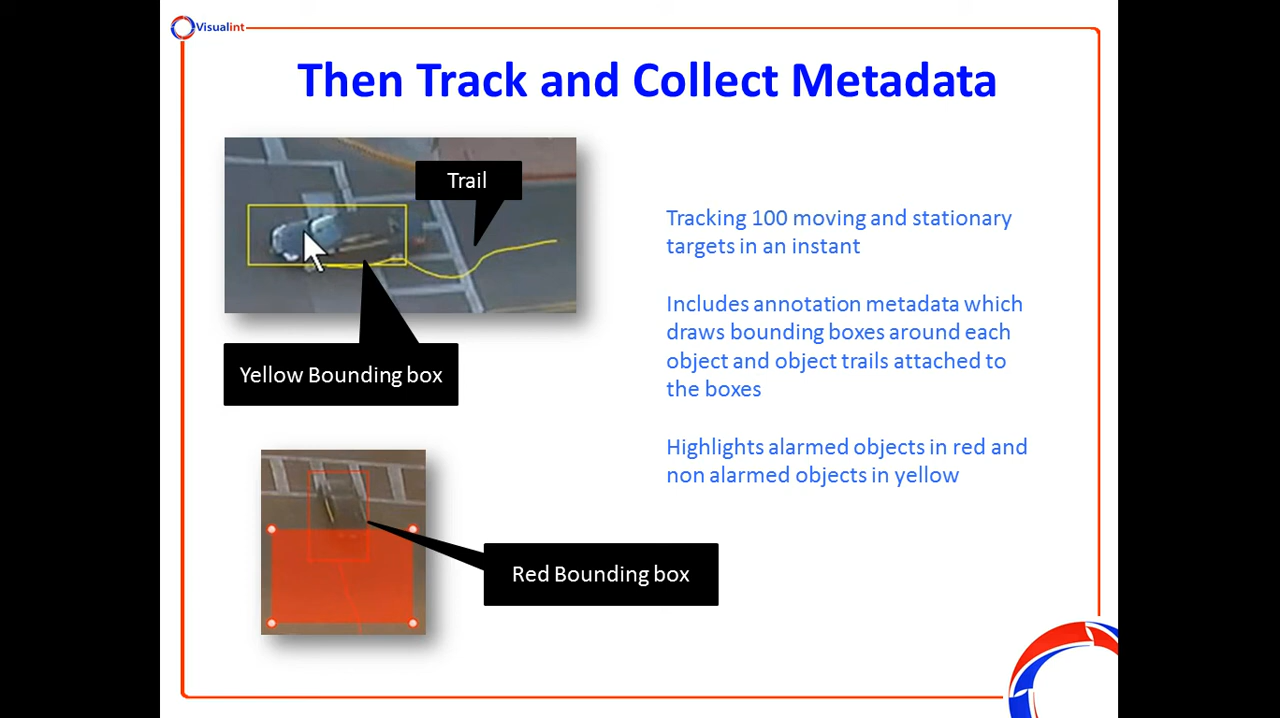 Visualint
Then Track and Collect Metadata
Trail
Yellow Bounding box
Red Bounding box
Tracking 100 moving and stationary
targets in an instant
Includes annotation metadata which
draws bounding boxes around each
object and object trails attached to
the boxes
Highlights alarmed objects in red and
non alarmed objects in yellow